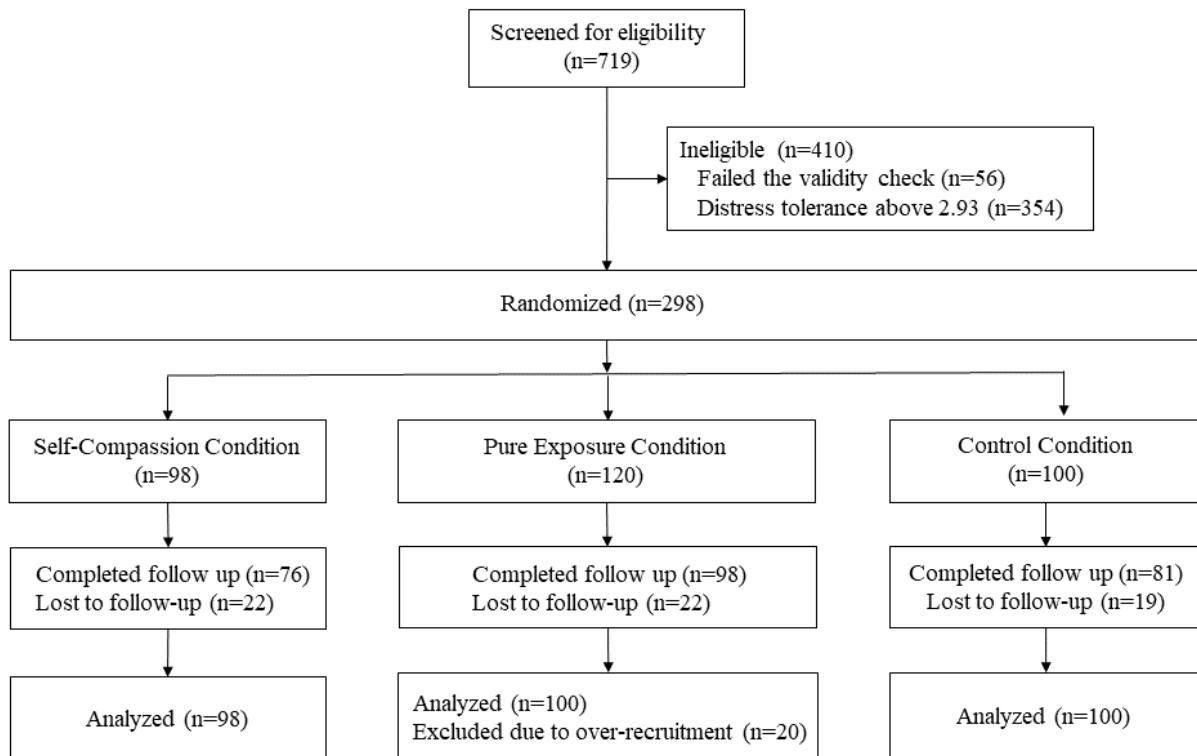 Screened for eligibility
(n=719)
Ineligible (n=410)
Failed the validity check (n=56)
Distress tolerance above 2.93 (n=354)
Randomized (n=298)
Self-Compassion Condition
(n=98)
Pure Exposure Condition
(n=120)
Control Condition
(n=100)
Completed follow up (n=76)
Lost to follow-up (n=22)
Completed follow up (n=98)
Lost to follow-up (n=22)
Completed follow up (n=81)
Lost to follow-up (n=19)
Analyzed (n=98)
Analyzed (n=100)
Excluded due to over-recruitment (n=20)
Analyzed (n=100)